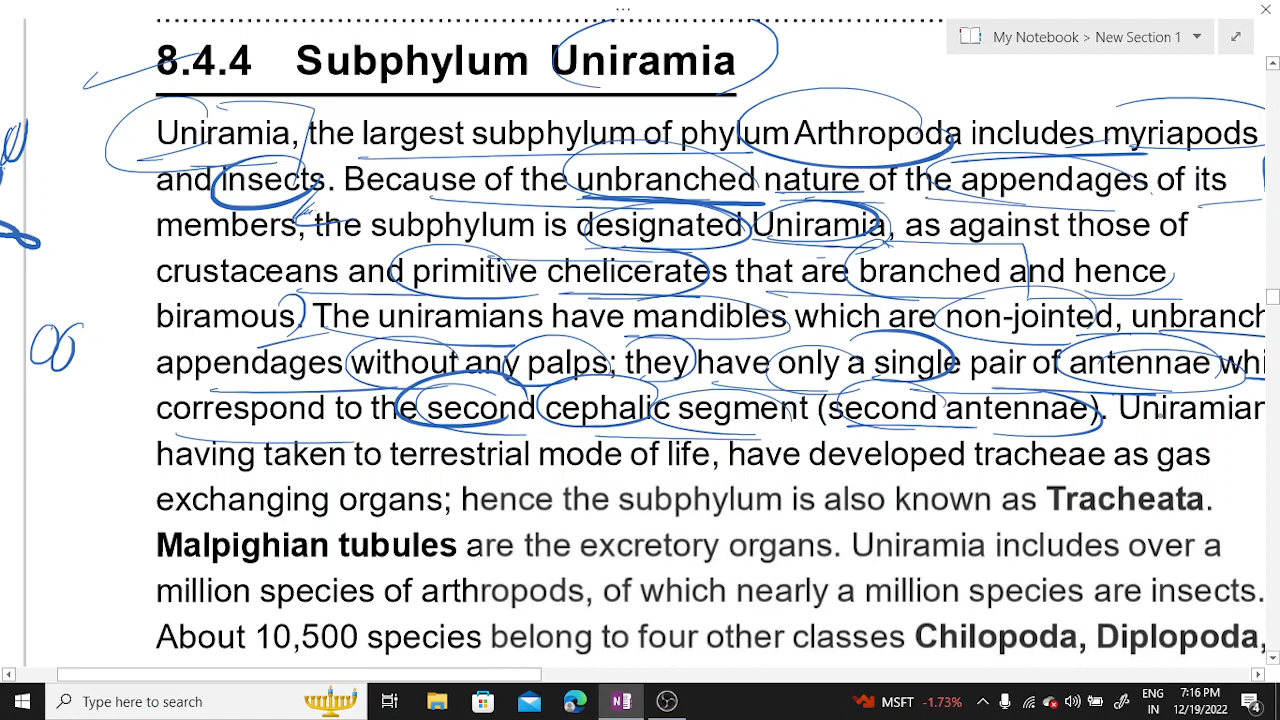 ...
My Notebook > New Section 1
8.4.4 Subphylum Uniramia
Uniramia, the largest subphylum of phylum Arthropoda includes myriapods
and insects. Because of the unbranched nature of the appendages of its
members, the subphylum is designated Uniramia, as against those of
crustaceans and primitive chelicerates that are branched and hence
biramous. The uniramians have mandibles which are non-jointed, unbranch
appendages without any palps; they have only a single pair of antennae whi
correspond to the second cephalic segment (second antennae). Uniramian
having taken to terrestrial mode of life, have developed tracheae as gas
exchanging organs; hence the subphylum is also known as Tracheata.
Malpighian tubules are the excretory organs. Uniramia includes over a
million species of arthropods, of which nearly a million species are insects.
About 10,500 species belong to four other classes Chilopoda, Diplopoda,
Type here to search
MSFT -1.73%
ENG
IN
7:16 PM
12/19/2022
4